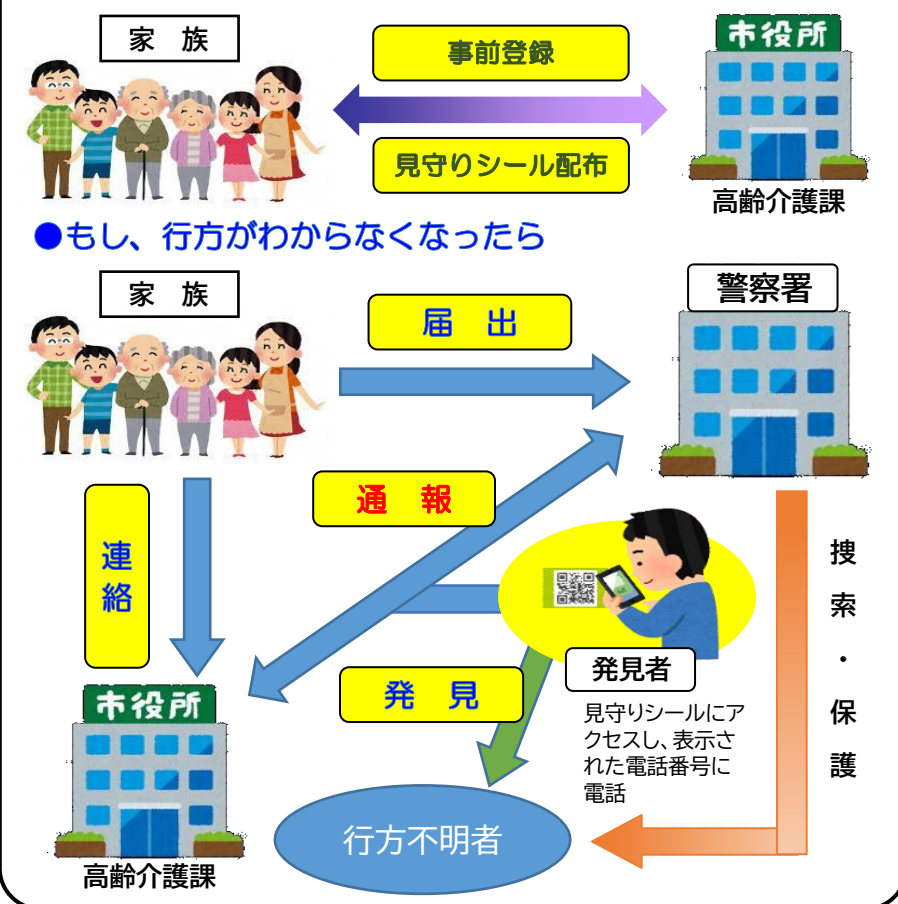 家 族
事前登録
見守りシール配布
市役所
高齢介護課
●もし、行方がわからなくなったら
家 族
届 出
警察署
連
絡
通 報
捜
索
・
保
護
発見者
見守りシールにア
クセスし、表示さ
れた電話番号に
電話
発 見
市役所
高齢介護課
行方不明者